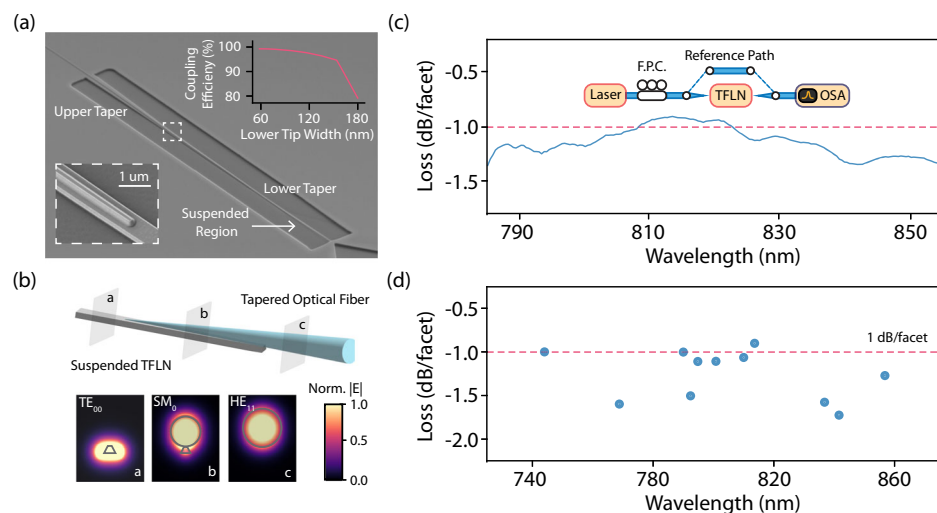 (a)
Upper Taper
1 um
Lower Taper
Suspended
Region
Coupling
Efficieny (%)
100
90
80
60
120
180
Lower Tip Width (nm)
(b)
a
b
c
Tapered Optical Fiber
Suspended TFLN
Norm. |E|
TE00
a
SM0
b
HE11
c
1.0
0.5
0.0
(c)
Loss (dB/facet)
-0.5
-1.0
-1.5
Reference Path
F.P.C.
Laser
TFLN
OSA
790
810
830
850
Wavelength (nm)
(d)
Loss (dB/facet)
-0.5
-1.0
-1.5
-2.0
1 dB/facet
740
780
820
860
Wavelength (nm)